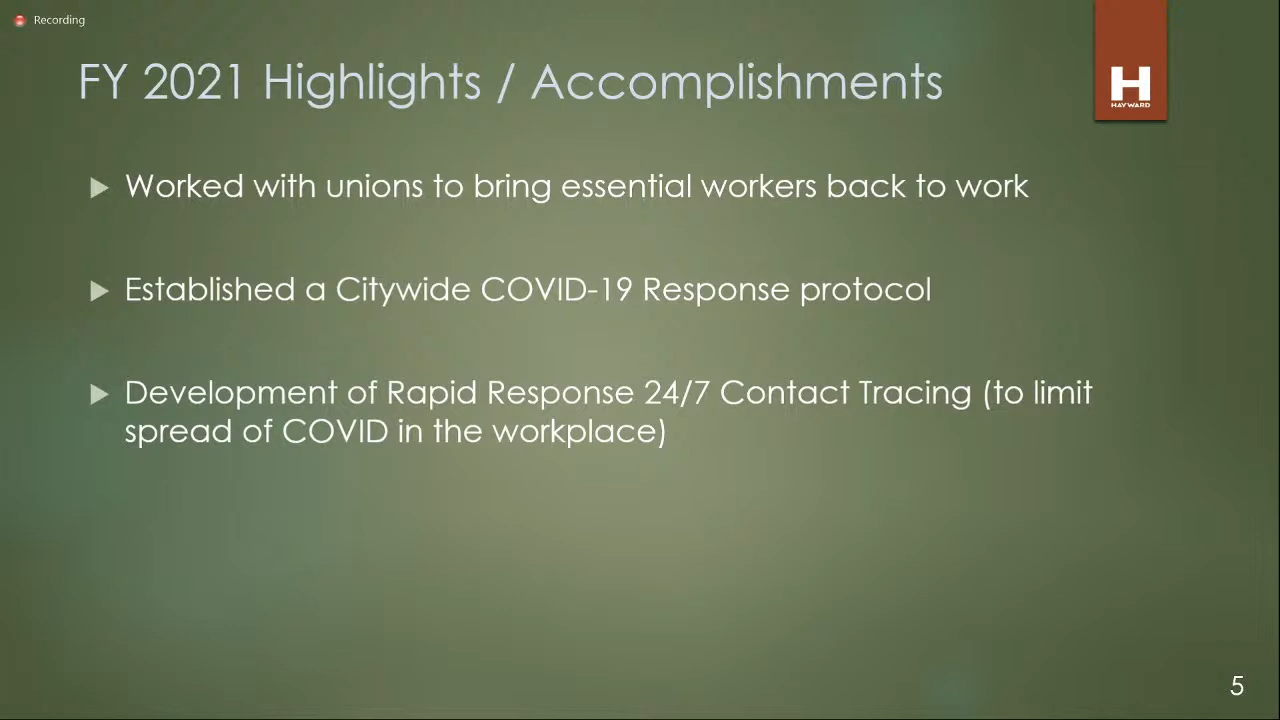 Recording
FY 2021 Highlights / Accomplishments
H
HAYWARD
Worked with unions to bring essential workers back to work
Established a Citywide COVID-19 Response protocol
Development of Rapid Response 24/7 Contact Tracing (to limit
spread of COVID in the workplace)
5